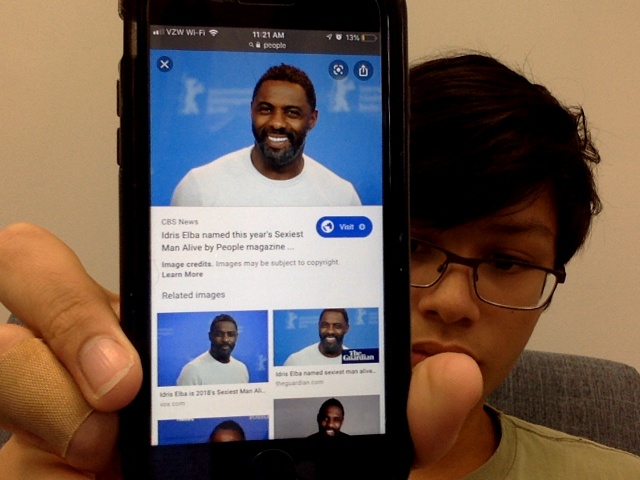 VZW Wi-Fi 11:21 AM 13%
people
CBS News
Idris Elba named this year's Sexiest
Man Alive by People magazine ...
Visit
Image credits. Images may be subject to copyright.
Learn More
Related images
The
Guardian
Idris Elba is 2018's Sexiest Man Ali...
Idris Elba named sexiest man alive...
theguardian.com